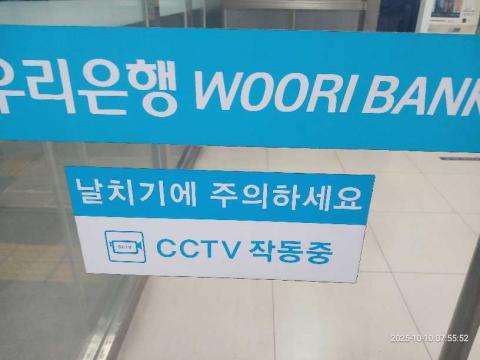 우리은행 WOORI BANK
날치기에 주의하세요
CCTV 작동중
2025-10-10 07:55:52